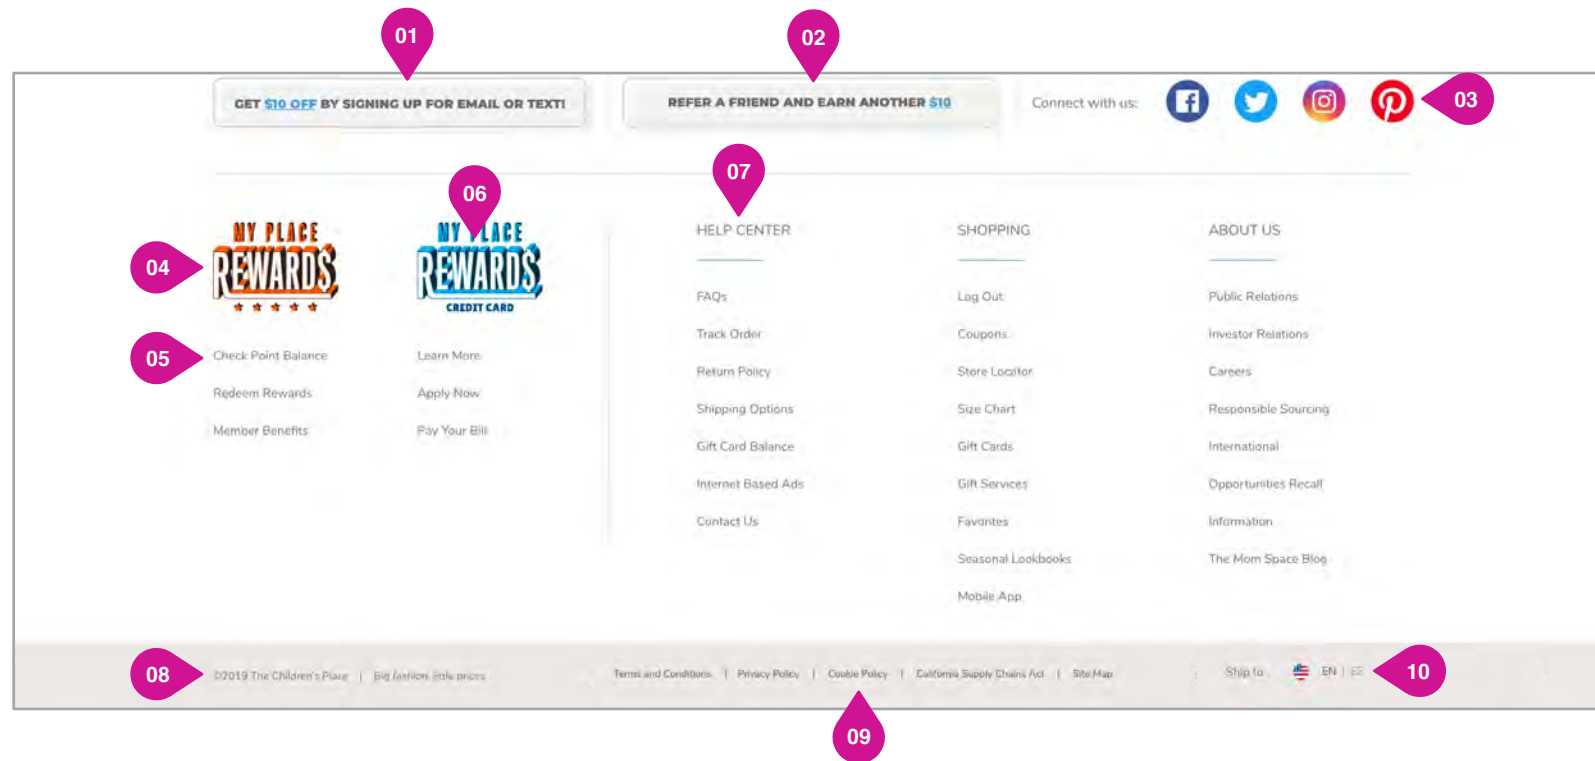 01
02
GET $10 OFF BY SIGNING UP FOR EMAIL OR TEXT!
REFER A FRIEND AND EARN ANOTHER $10
Connect with us:
03
07
06
MY PLACE
REWARDS
04
MY PLACE
REWARDS
CREDIT CARD
05
Check Point Balance
Redeem Rewards
Member Benefits
Learn More
Apply Now
Pay Your Bill
HELP CENTER
FAQs
Track Order
Return Policy
Shipping Options
Gift Card Balance
Internet Based Ads
Contact Us
SHOPPING
Log Out
Coupons
Store Locator
Size Chart
Gift Cards
Gift Services
Favorites
Seasonal Lookbooks
Mobile App
ABOUT US
Public Relations
Investor Relations
Careers
Responsible Sourcing
International
Opportunities Recall
Information
The Mom Space Blog
08
©2019 The Children's Place | Big fashion little prices
Terms and Conditions | Privacy Policy | Cookie Policy | California Supply Chains Act | Site Map
Ship to EN | ES
10
09